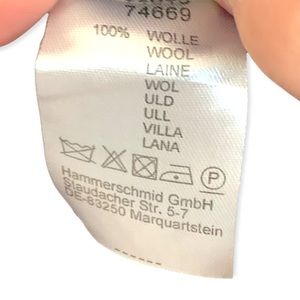 74669
100% WOLLE
WOOL
LAINE
WOL
ULD
ULL
VILLA
LANA
P
Hammerschmid GmbH
Staudacher Str. 5-7
DE-83250 Marquartstein